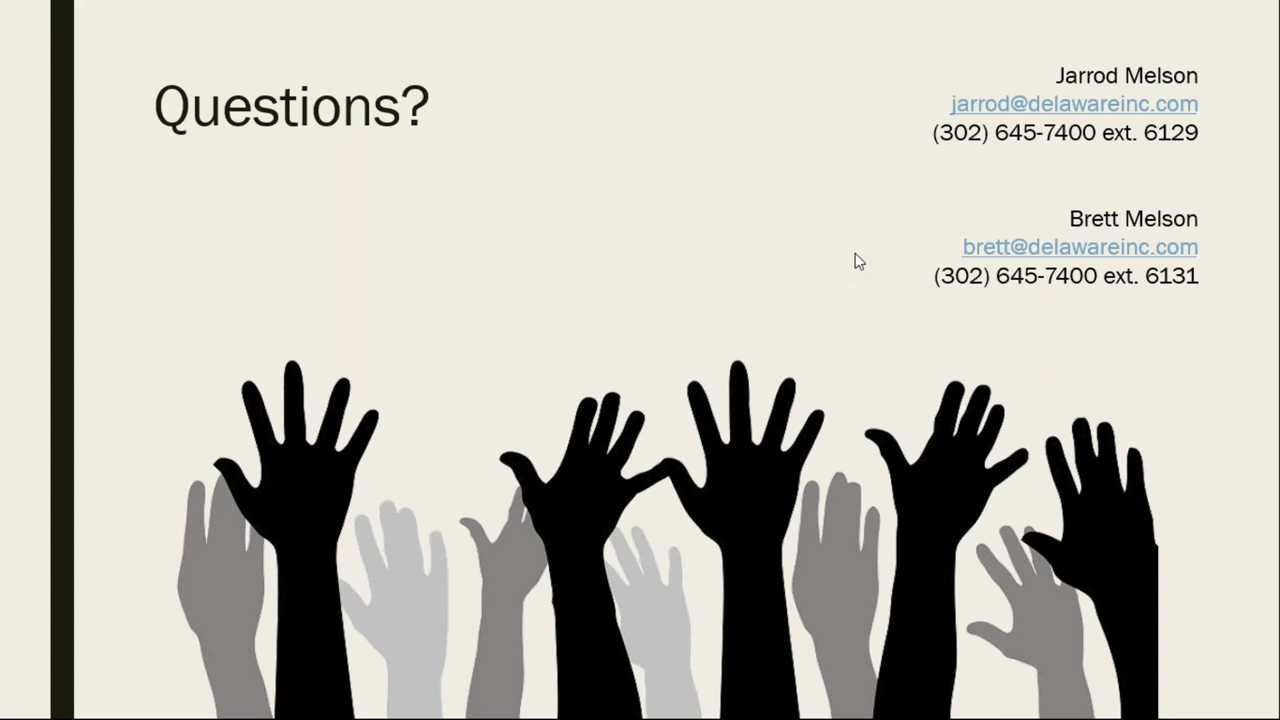 Questions?
Jarrod Melson
jarrod@delawareinc.com
(302) 645-7400 ext. 6129
Brett Melson
brett@delawareinc.com
(302) 645-7400 ext. 6131